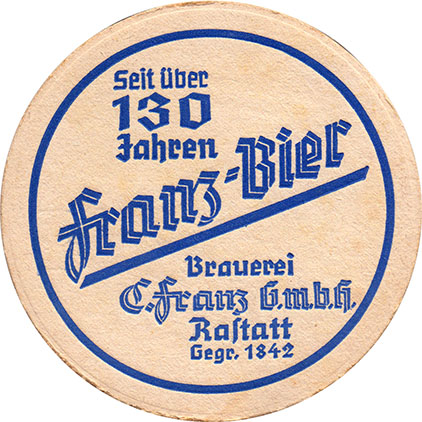 Seit über
130
Jahren
Franz-Bier
Brauerei
C. Franz G.m.b.H.
Raſtatt
Gegr. 1842